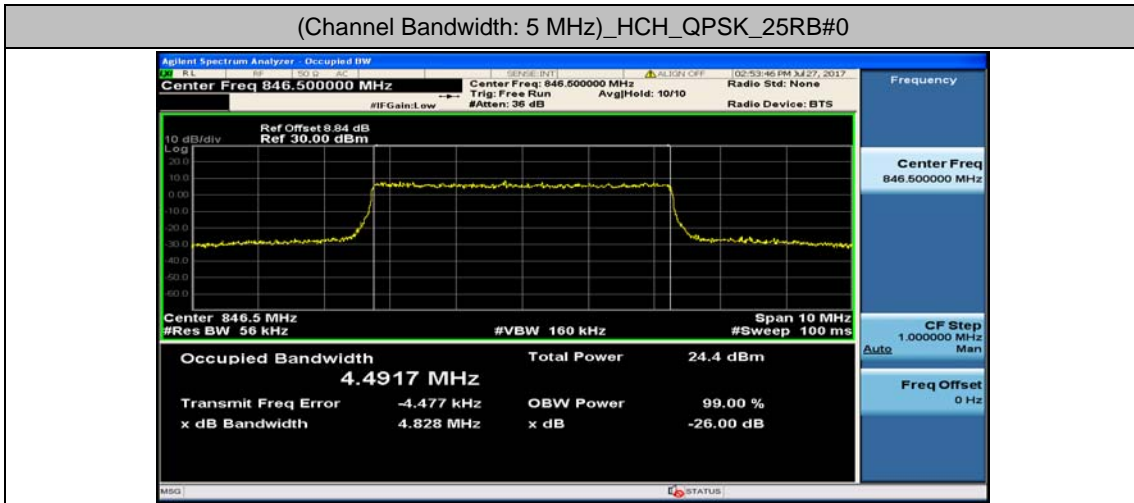 (Channel Bandwidth: 5 MHz)_HCH_QPSK_25RB#0
Agilent Spectrum Analyzer - Occupied BW
RL RF 50 Ω AC SENSE:INT ALIGN OFF 02:53:46 PM Jul 27, 2017
Center Freq 846.500000 MHz
Center Freq: 846.500000 MHz
Radio Std: None
Trig: Free Run Avg|Hold: 10/10
#IFGain:Low #Atten: 36 dB Radio Device: BTS
Ref Offset 8.84 dB
10 dB/div Ref 30.00 dBm
Log
20.0
10.0
0.00
-10.0
-20.0
-30.0
-40.0
-50.0
-60.0
Center 846.5 MHz Span 10 MHz
#Res BW 56 kHz #VBW 160 kHz #Sweep 100 ms
Occupied Bandwidth Total Power 24.4 dBm
4.4917 MHz
Transmit Freq Error -4.477 kHz OBW Power 99.00 %
x dB Bandwidth 4.828 MHz x dB -26.00 dB
MSG STATUS
Frequency
Center Freq
846.500000 MHz
CF Step
1.000000 MHz
Auto Man
Freq Offset
0 Hz